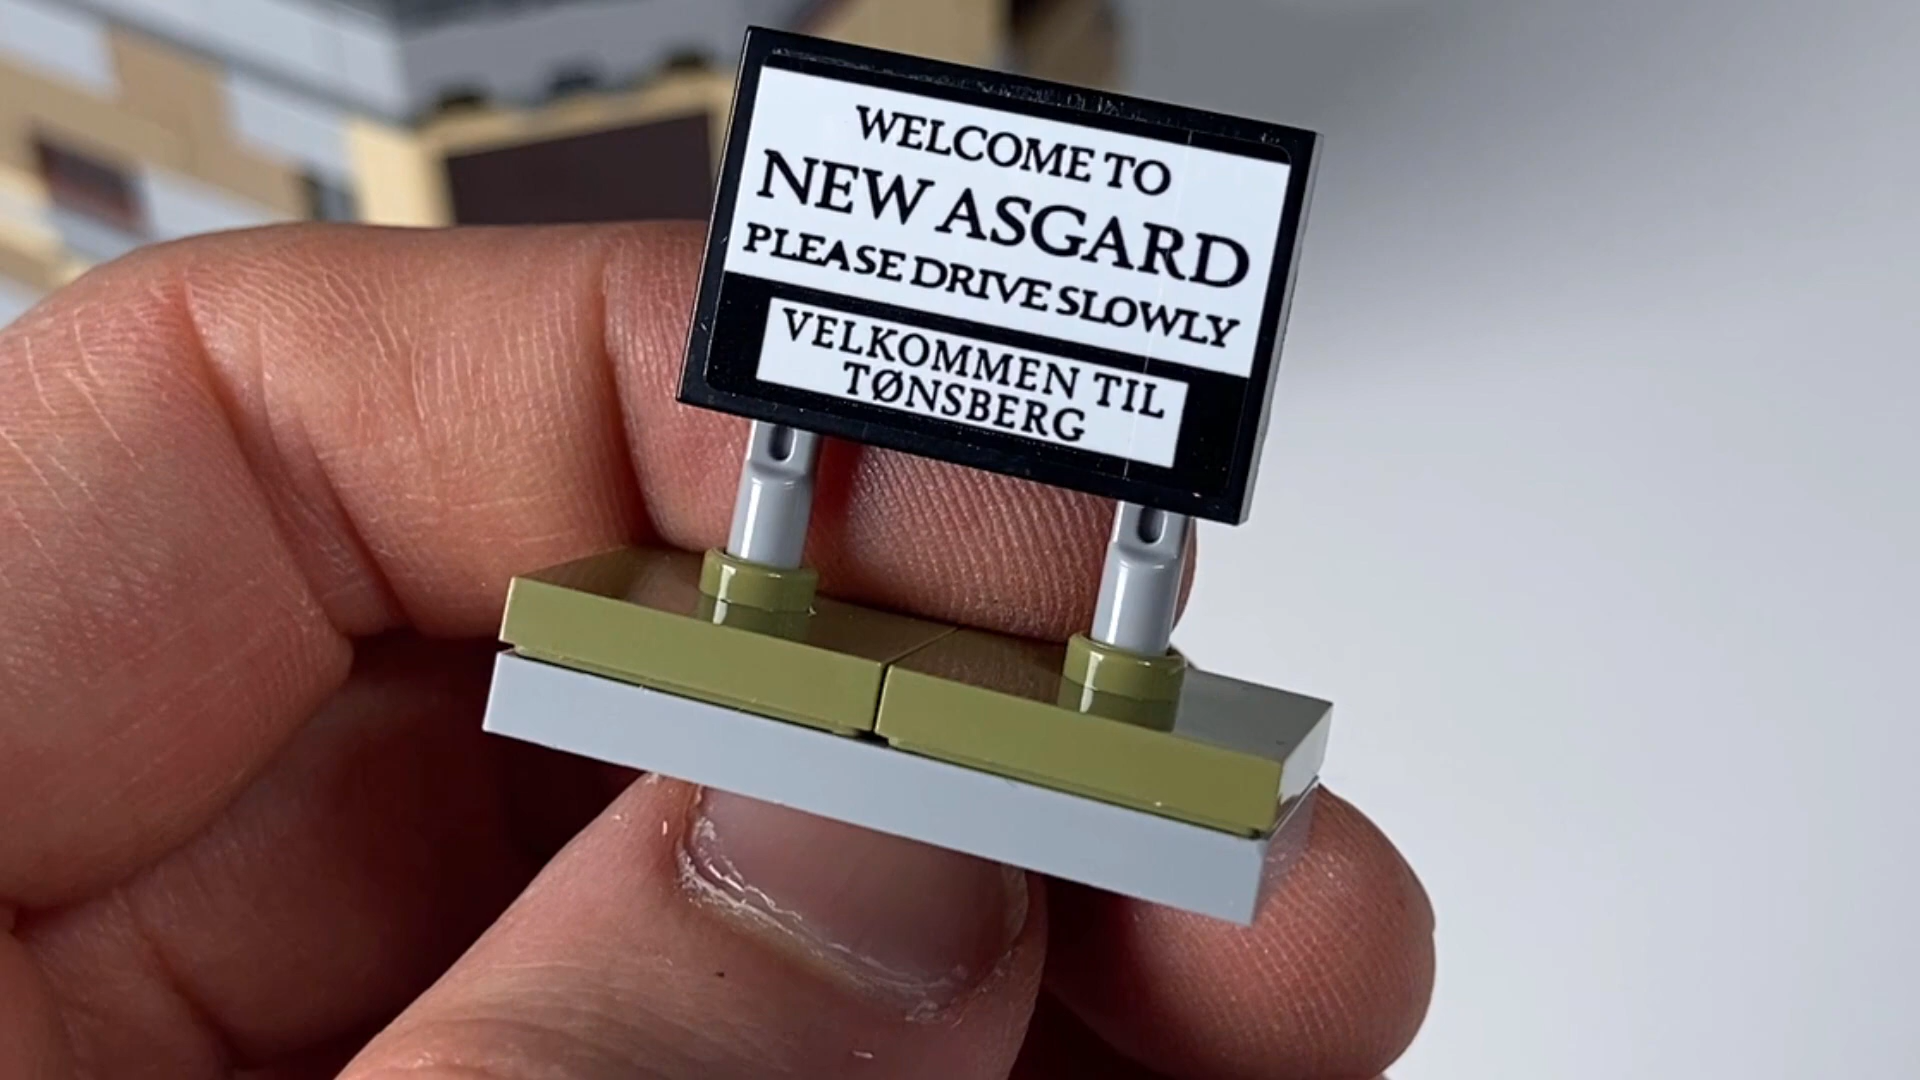 WELCOME TO
NEW ASGARD
PLEASE DRIVE SLOWLY
VELKOMMEN TIL
TØNSBERG